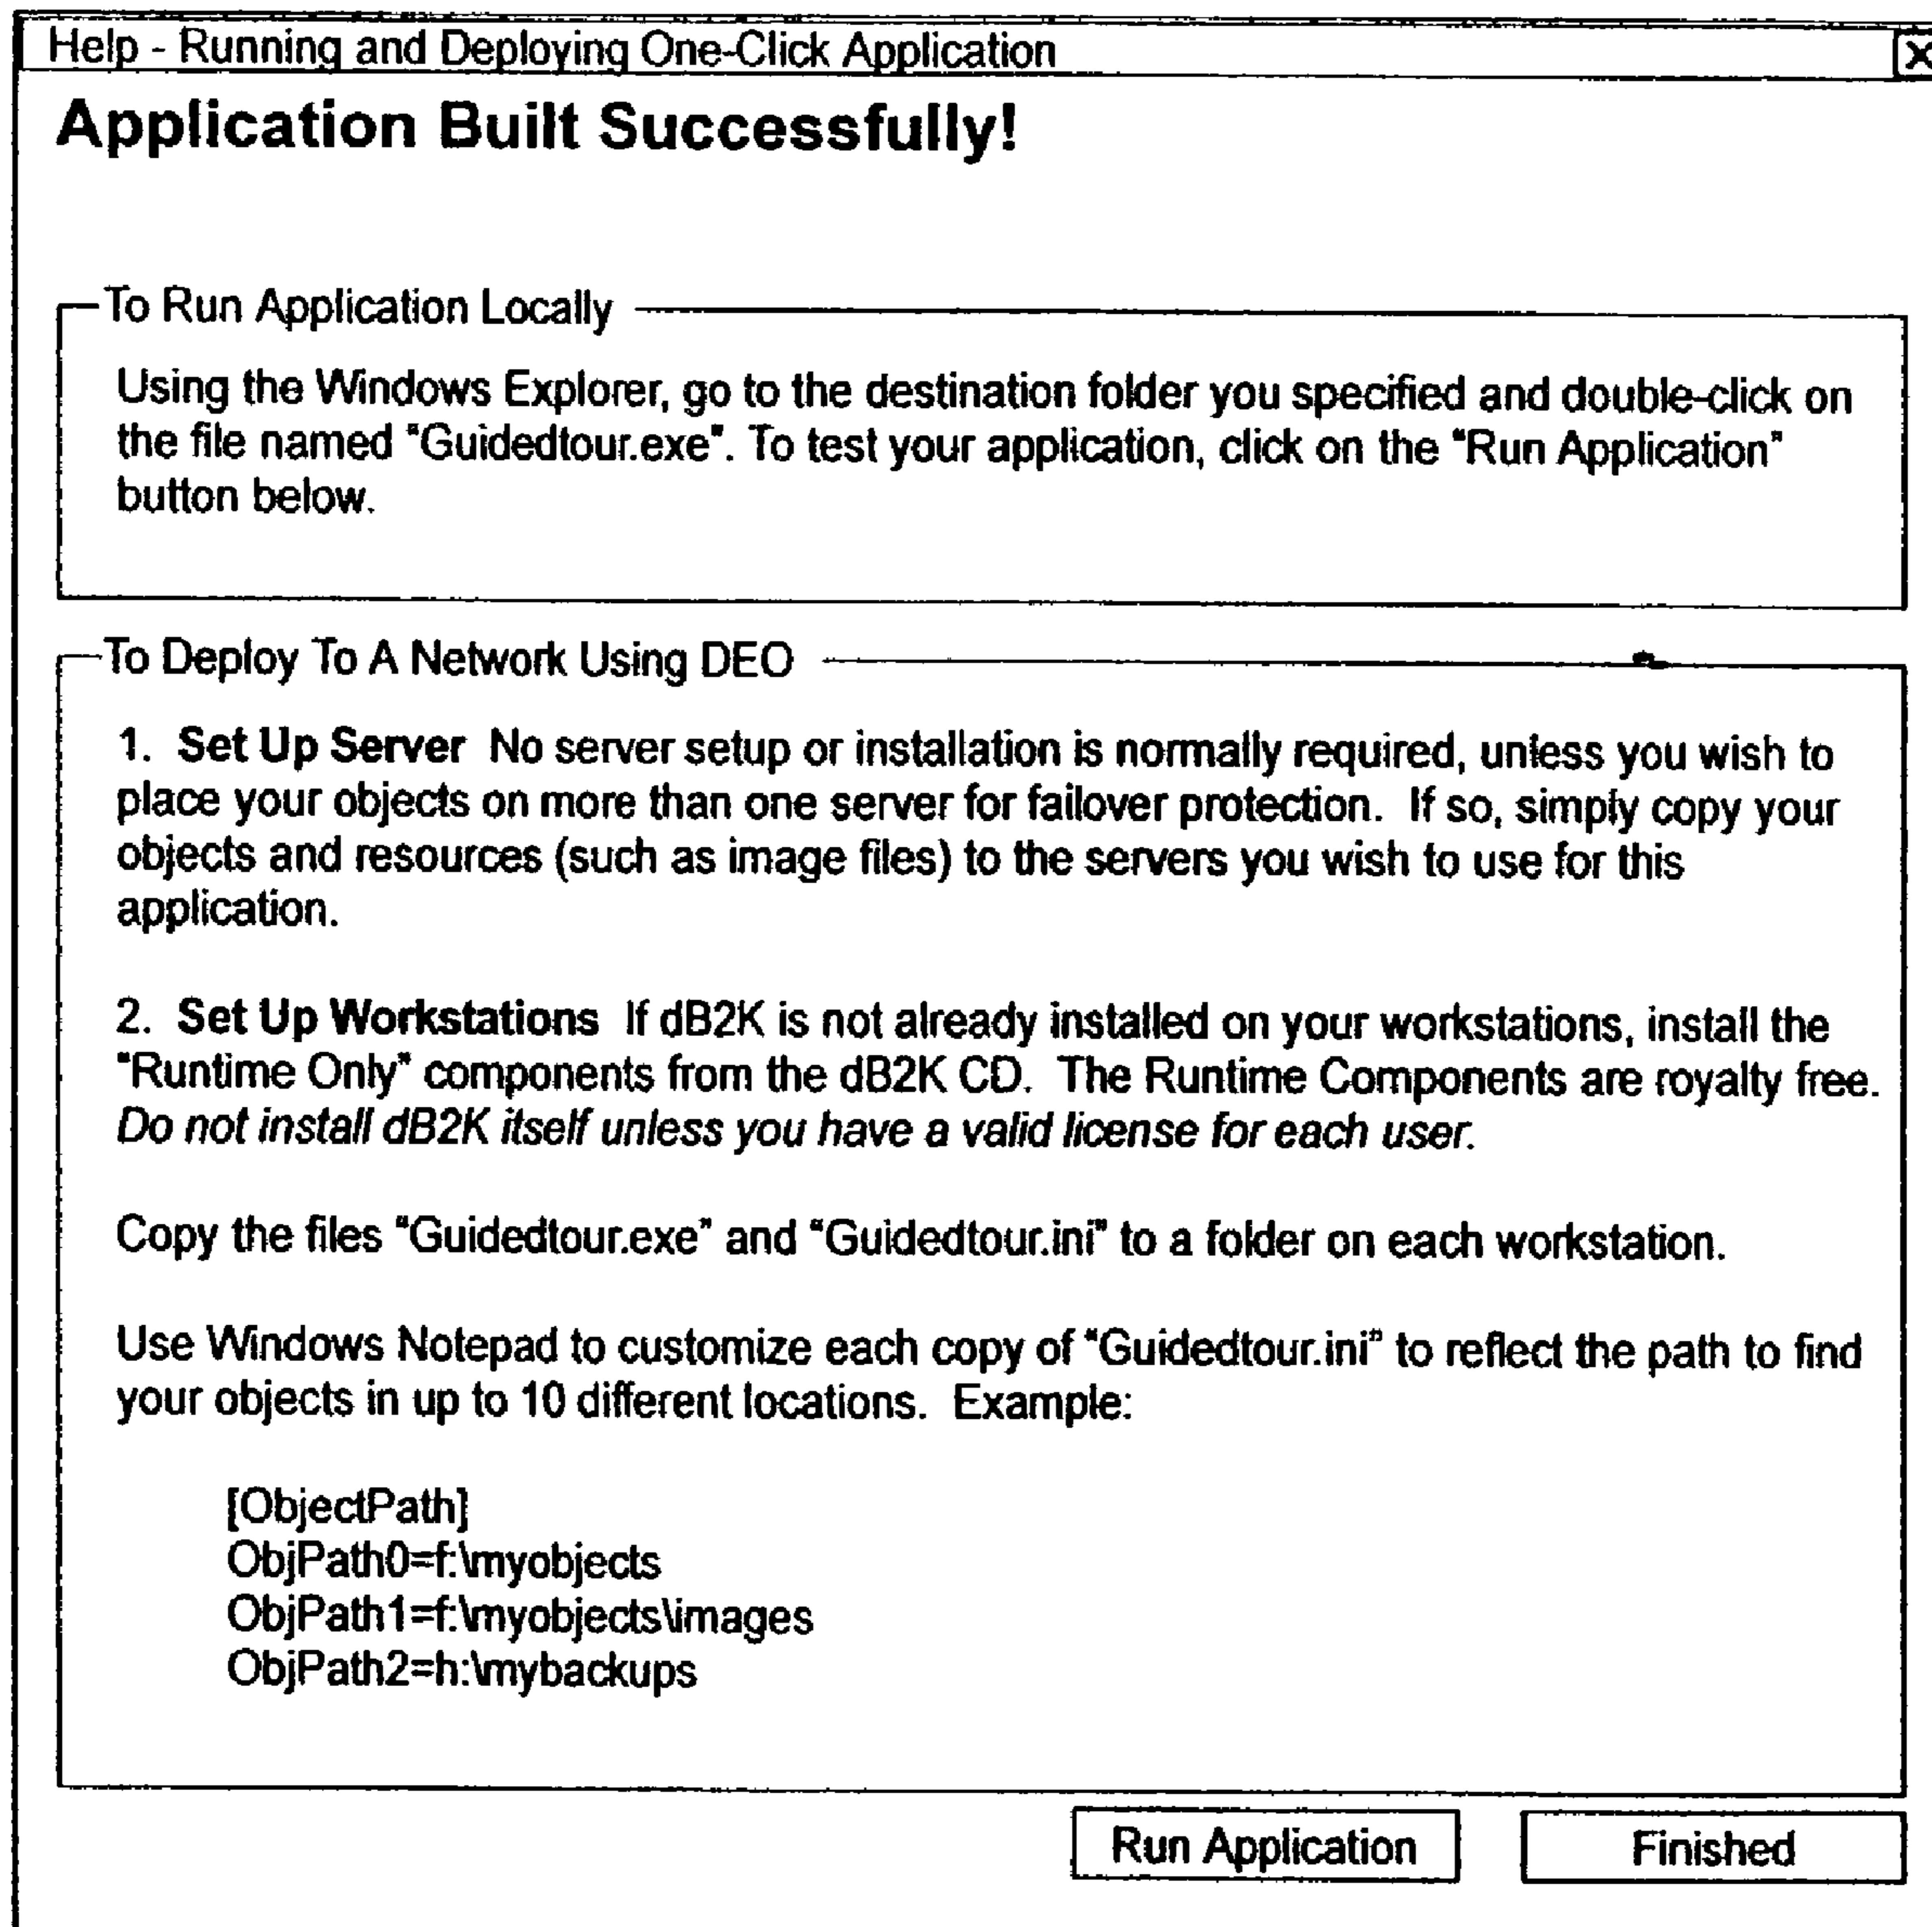 Help - Running and Deploying One-Click Application
X
Application Built Successfully!
To Run Application Locally
Using the Windows Explorer, go to the destination folder you specified and double-click on
the file named "Guidedtour.exe". To test your application, click on the "Run Application"
button below.
To Deploy To A Network Using DEO
1. Set Up Server No server setup or installation is normally required, unless you wish to
place your objects on more than one server for failover protection. If so, simply copy your
objects and resources (such as image files) to the servers you wish to use for this
application.
2. Set Up Workstations If dB2K is not already installed on your workstations, install the
"Runtime Only" components from the dB2K CD. The Runtime Components are royalty free.
Do not install dB2K itself unless you have a valid license for each user.
Copy the files "Guidedtour.exe" and "Guidedtour.ini" to a folder on each workstation.
Use Windows Notepad to customize each copy of "Guidedtour.ini" to reflect the path to find
your objects in up to 10 different locations. Example:
[ObjectPath]
ObjPath0=f:\myobjects
ObjPath1=f:\myobjects\images
ObjPath2=h:\mybackups
Run Application
Finished